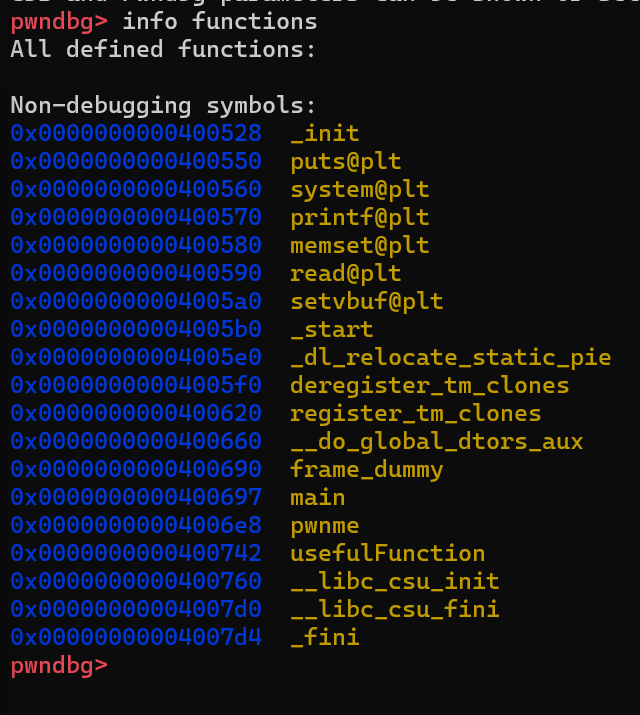 pwndbg> info functions
All defined functions:
Non-debugging symbols:
0x0000000000400528  _init
0x0000000000400550  puts@plt
0x0000000000400560  system@plt
0x0000000000400570  printf@plt
0x0000000000400580  memset@plt
0x0000000000400590  read@plt
0x00000000004005a0  setvbuf@plt
0x00000000004005b0  _start
0x00000000004005e0  _dl_relocate_static_pie
0x00000000004005f0  deregister_tm_clones
0x0000000000400620  register_tm_clones
0x0000000000400660  __do_global_dtors_aux
0x0000000000400690  frame_dummy
0x0000000000400697  main
0x00000000004006e8  pwnme
0x0000000000400742  usefulFunction
0x0000000000400760  __libc_csu_init
0x00000000004007d0  __libc_csu_fini
0x00000000004007d4  _fini
pwndbg>